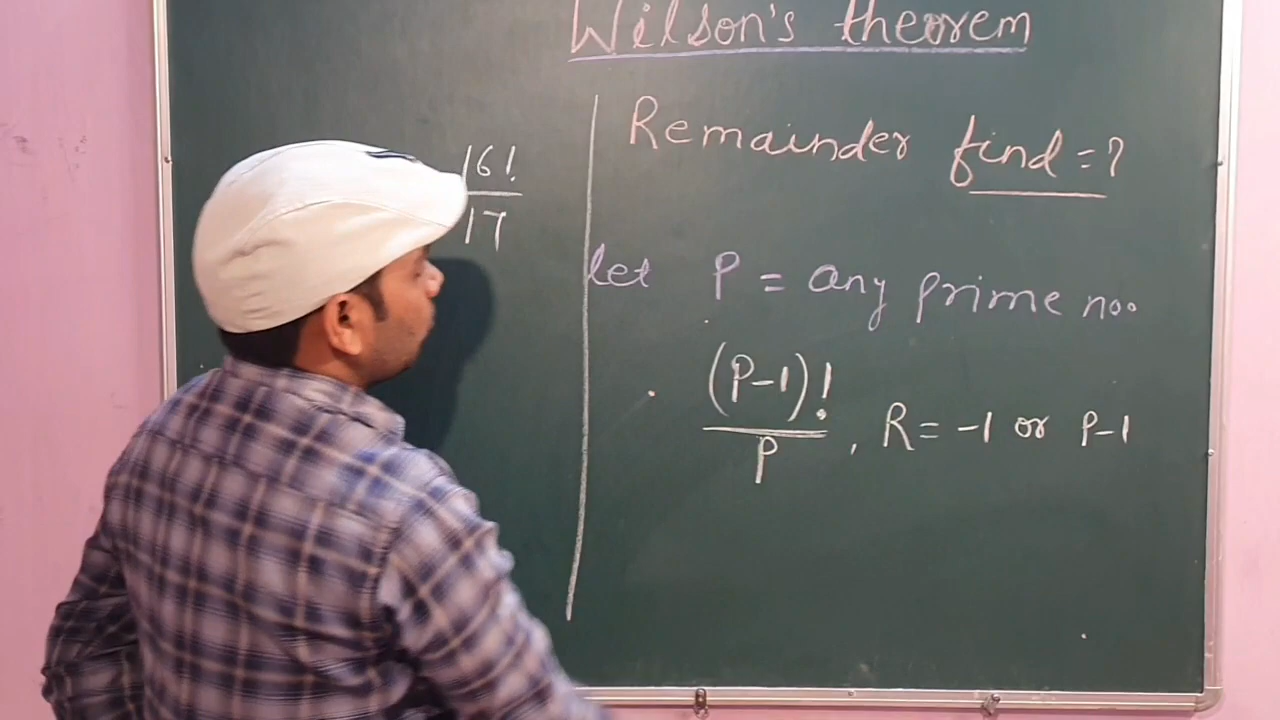 Wilson's theorem
16!
17
Remainder find = ?
let P = any prime no.
(P-1)!
P
, R = -1 or P-1